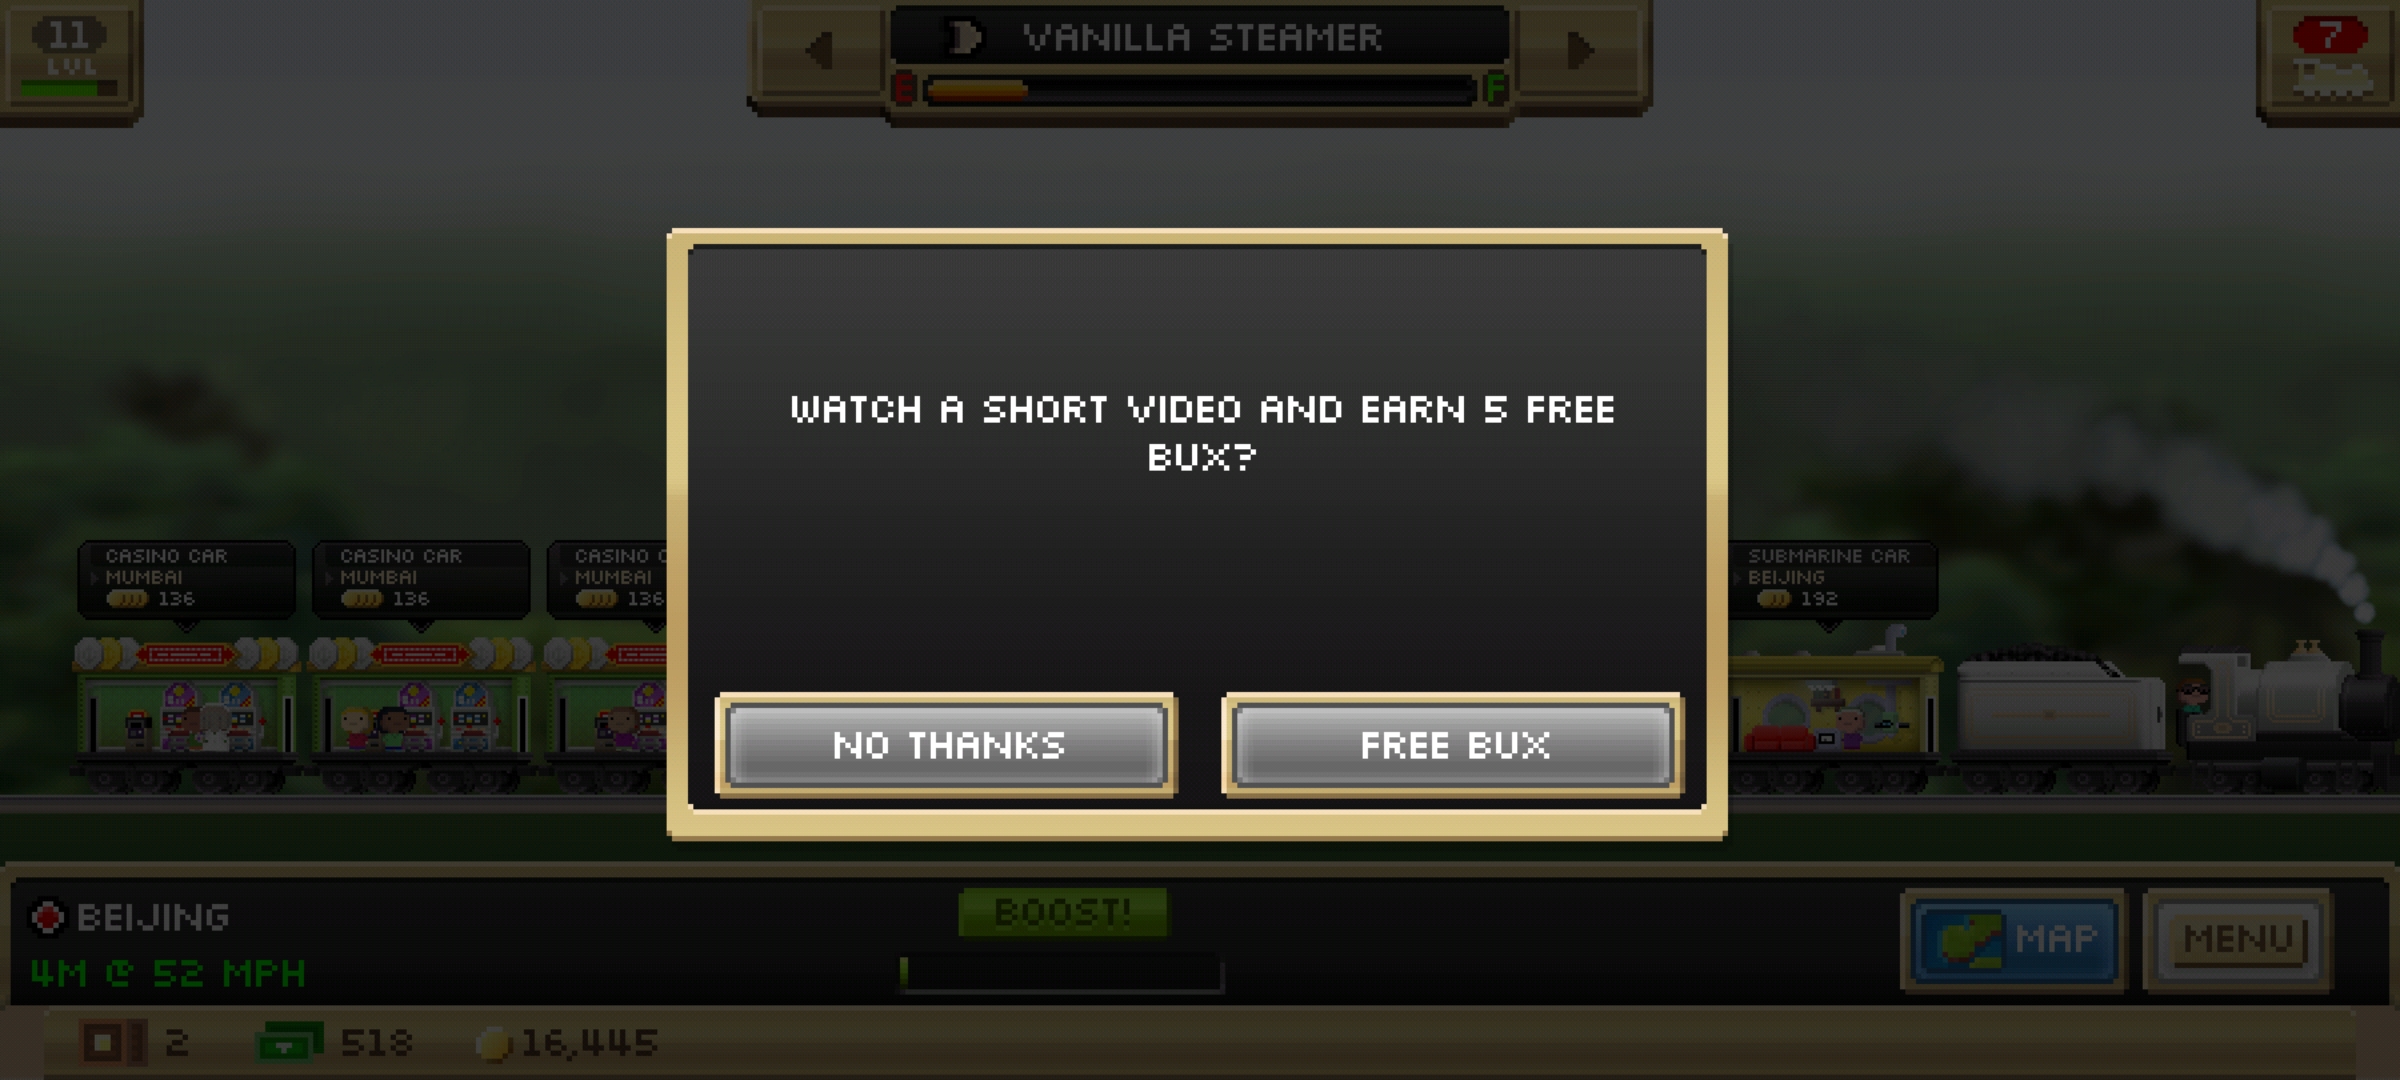 11
LVL
VANILLA STEAMER
E
F
7
WATCH A SHORT VIDEO AND EARN 5 FREE
BUX?
NO THANKS
FREE BUX
CASINO CAR
MUMBAI
136
CASINO CAR
MUMBAI
136
CASINO C
MUMBAI
136
SUBMARINE CAR
BEIJING
192
BEIJING
4M @ 52 MPH
BOOST!
MAP
MENU
2
518
16,445